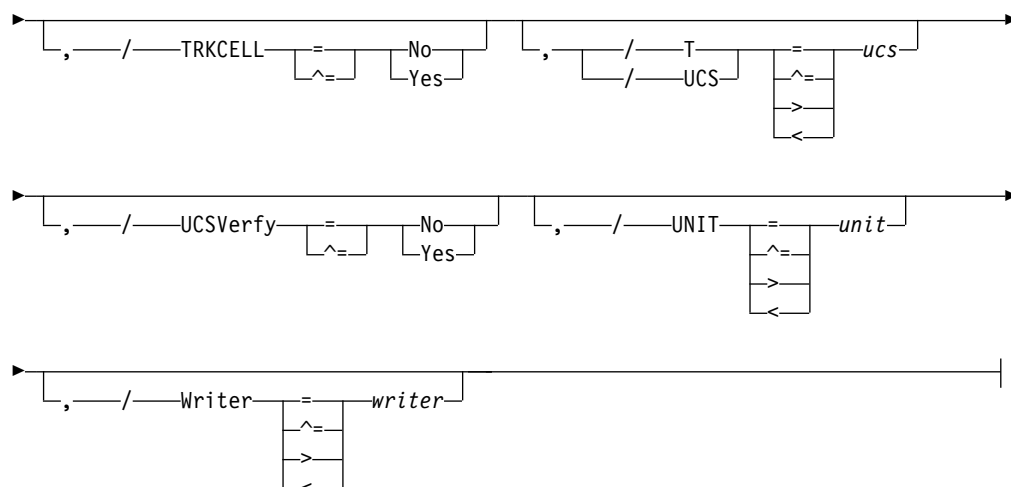 , / TRKCELL = No , / T = ucs
^= Yes / UCS ^=
>
<
, / UCSVerfy = No , / UNIT = unit
^= Yes ^=
>
<
, / Writer = writer
^=
>
<